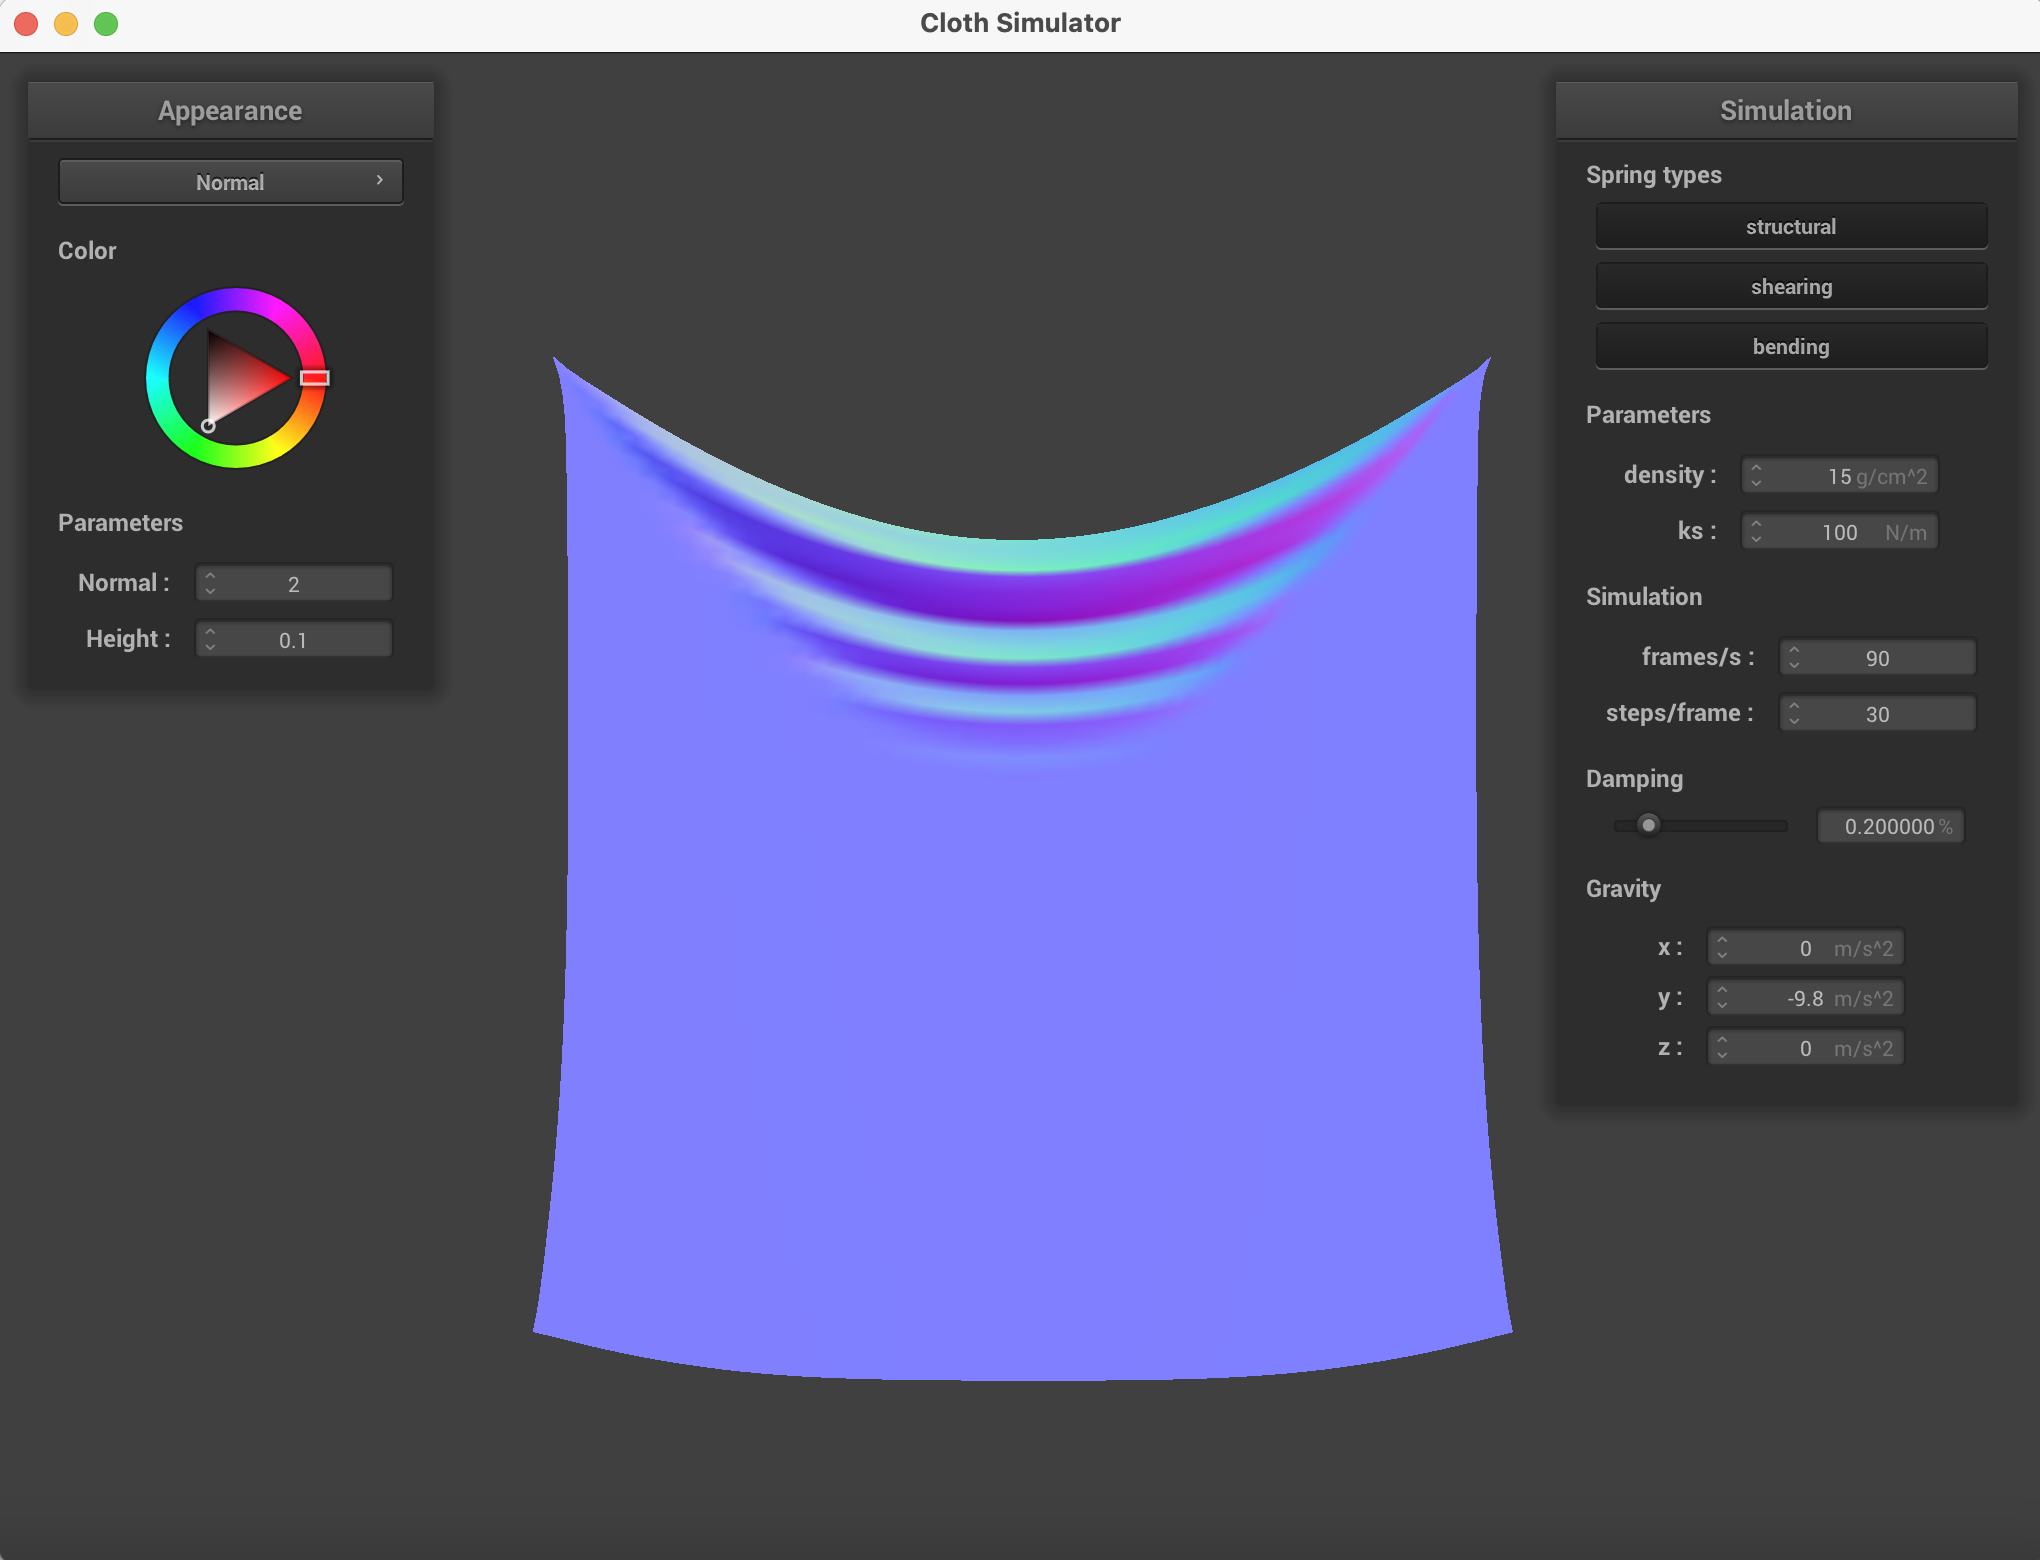 Cloth Simulator
Appearance
Normal
Color
Parameters
Normal : 2
Height : 0.1
Simulation
Spring types
structural
shearing
bending
Parameters
density : 15 g/cm^2
ks : 100 N/m
Simulation
frames/s : 90
steps/frame : 30
Damping
0.200000 %
Gravity
x : 0 m/s^2
y : -9.8 m/s^2
z : 0 m/s^2